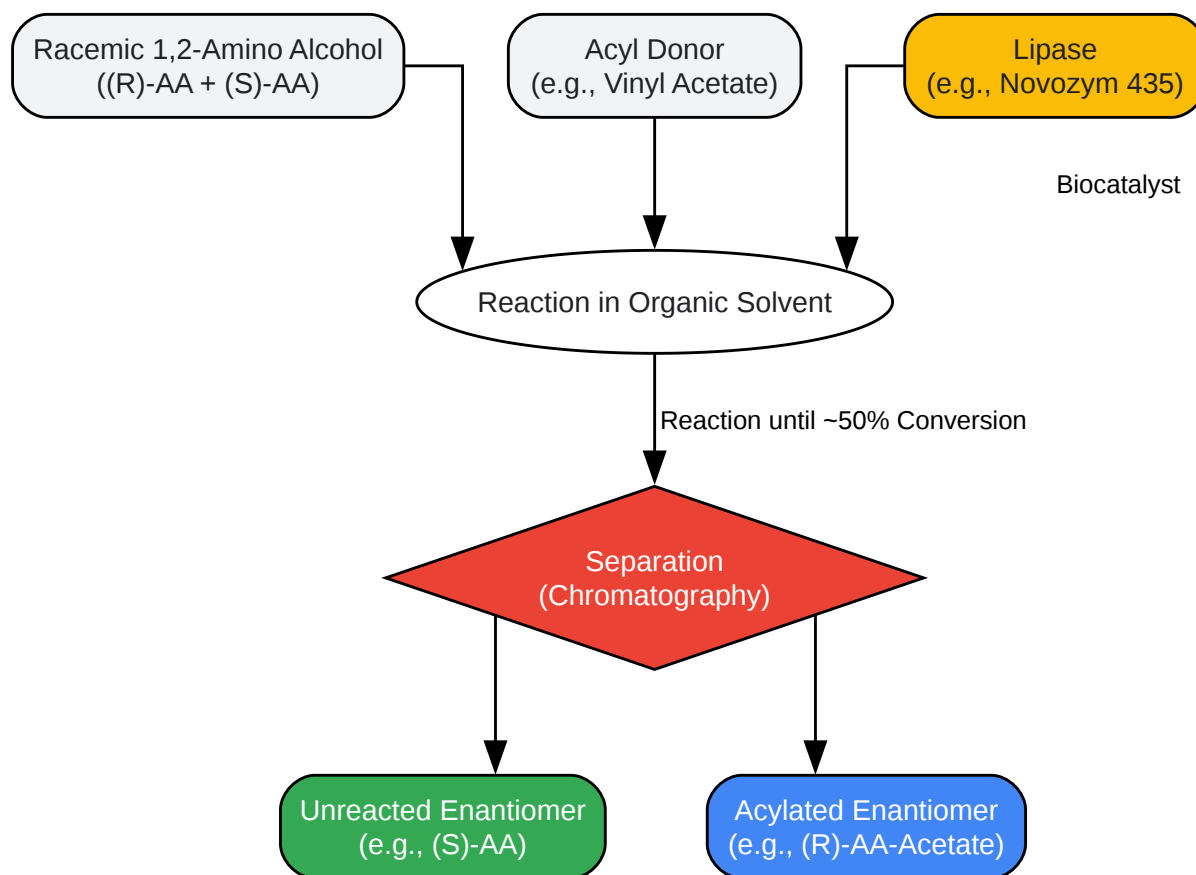 Racemic 1,2-Amino Alcohol
((R)-AA + (S)-AA)
Acyl Donor
(e.g., Vinyl Acetate)
Lipase
(e.g., Novozym 435)
Biocatalyst
Reaction in Organic Solvent
Reaction until ~50% Conversion
Separation
(Chromatography)
Unreacted Enantiomer
(e.g., (S)-AA)
Acylated Enantiomer
(e.g., (R)-AA-Acetate)